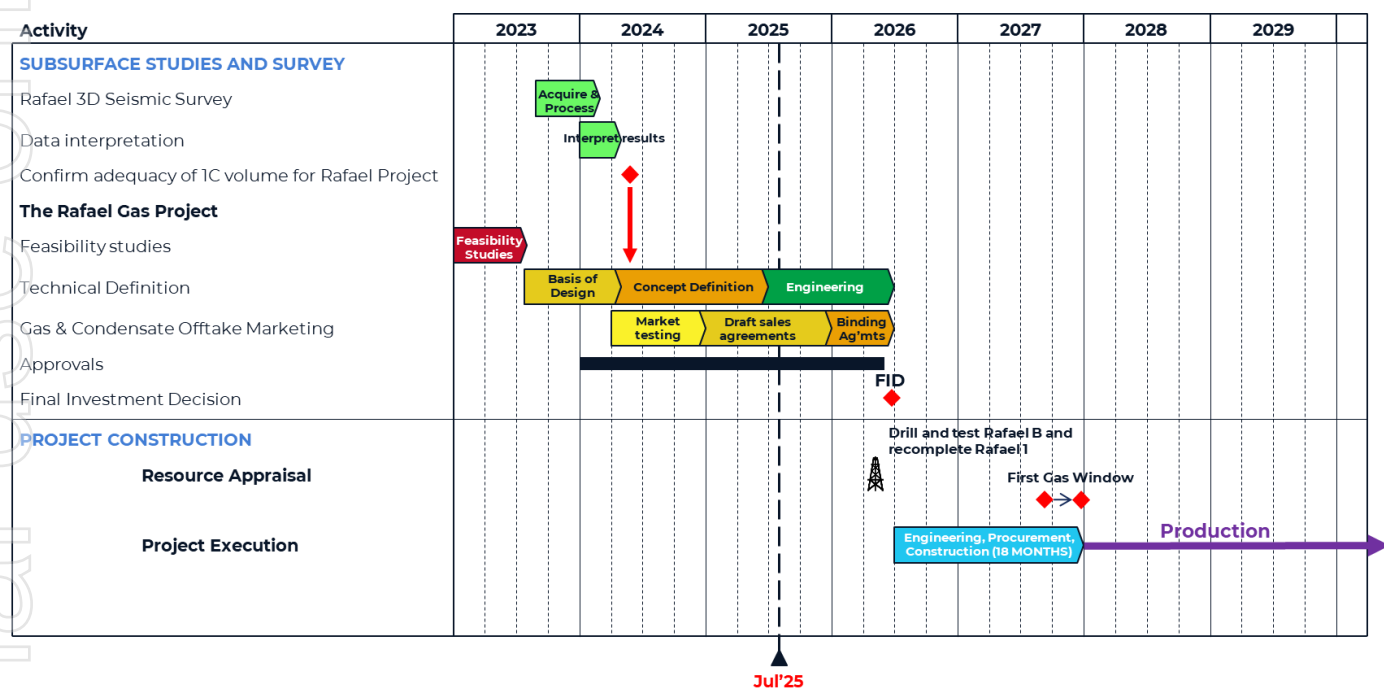 Activity
2023 2024 2025 2026 2027 2028 2029
SUBSURFACE STUDIES AND SURVEY
Rafael 3D Seismic Survey
Acquire &
Process
Data interpretation
Interpret results
Confirm adequacy of 1C volume for Rafael Project
The Rafael Gas Project
Feasibility studies
Feasibility
Studies
Technical Definition
Basis of
Design
Concept Definition
Engineering
Gas & Condensate Offtake Marketing
Market
testing
Draft sales
agreements
Binding
Ag'mts
Approvals
FID
Final Investment Decision
PROJECT CONSTRUCTION
Drill and test Rafael B and
recomplete Rafael 1
Resource Appraisal
First Gas Window
Project Execution
Engineering, Procurement,
Construction (18 MONTHS)
Production
Jul'25